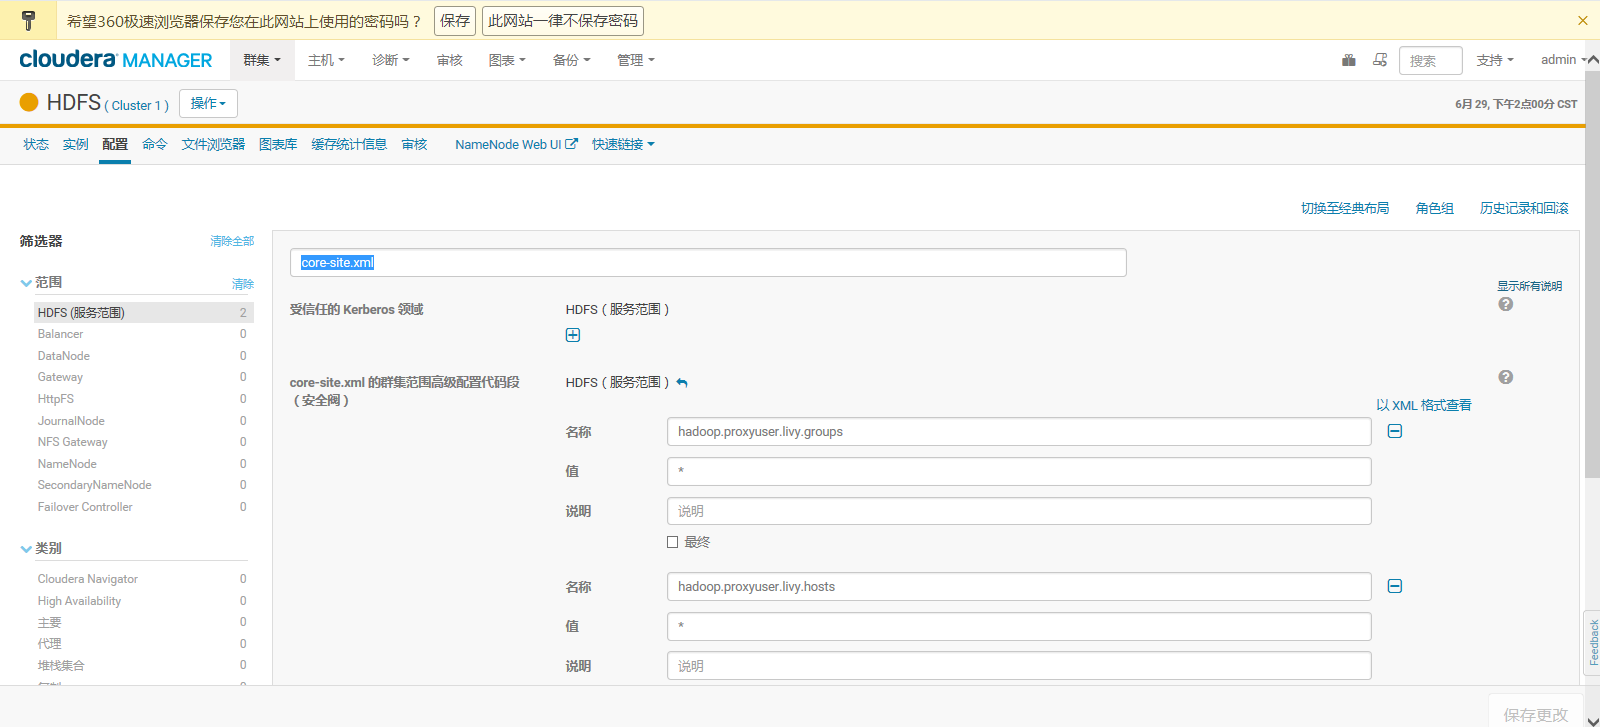 希望360极速浏览器保存您在此网站上使用的密码吗？ 保存 此网站一律不保存密码
cloudera MANAGER 群集 主机 诊断 审核 图表 备份 管理 搜索 支持 admin
HDFS ( Cluster 1 ) 操作 6月 29, 下午2点00分 CST
状态 实例 配置 命令 文件浏览器 图表库 缓存统计信息 审核 NameNode Web UI 快速链接
切换至经典布局 角色组 历史记录和回滚
筛选器 清除全部
core-site.xml
范围 清除
显示所有说明
HDFS (服务范围) 2
受信任的 Kerberos 领域 HDFS（服务范围）
Balancer 0
DataNode 0
Gateway 0
core-site.xml 的群集范围高级配置代码段（安全阀） HDFS（服务范围）
HttpFS 0
以 XML 格式查看
JournalNode 0
名称 hadoop.proxyuser.livy.groups
NFS Gateway 0
NameNode 0
值 *
SecondaryNameNode 0
Failover Controller 0
说明 说明
最终
类别
Cloudera Navigator 0
名称 hadoop.proxyuser.livy.hosts
High Availability 0
主要 0
值 *
代理 0
堆栈集合 0
说明 说明
Feedback
保存更改